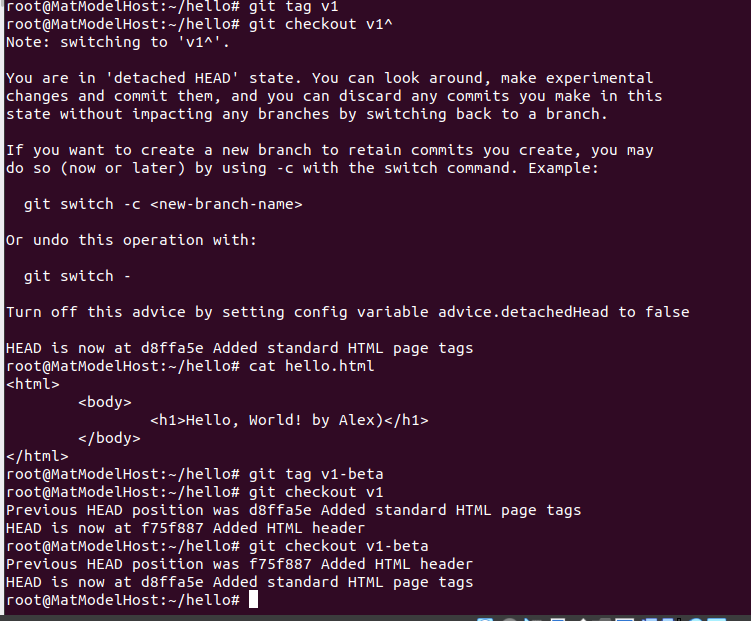 root@MatModelHost:~/hello# git tag v1
root@MatModelHost:~/hello# git checkout v1^
Note: switching to 'v1^'.
You are in 'detached HEAD' state. You can look around, make experimental
changes and commit them, and you can discard any commits you make in this
state without impacting any branches by switching back to a branch.
If you want to create a new branch to retain commits you create, you may
do so (now or later) by using -c with the switch command. Example:
  git switch -c <new-branch-name>
Or undo this operation with:
  git switch -
Turn off this advice by setting config variable advice.detachedHead to false
HEAD is now at d8ffa5e Added standard HTML page tags
root@MatModelHost:~/hello# cat hello.html
<html>
        <body>
                <h1>Hello, World! by Alex)</h1>
        </body>
</html>
root@MatModelHost:~/hello# git tag v1-beta
root@MatModelHost:~/hello# git checkout v1
Previous HEAD position was d8ffa5e Added standard HTML page tags
HEAD is now at f75f887 Added HTML header
root@MatModelHost:~/hello# git checkout v1-beta
Previous HEAD position was f75f887 Added HTML header
HEAD is now at d8ffa5e Added standard HTML page tags
root@MatModelHost:~/hello#